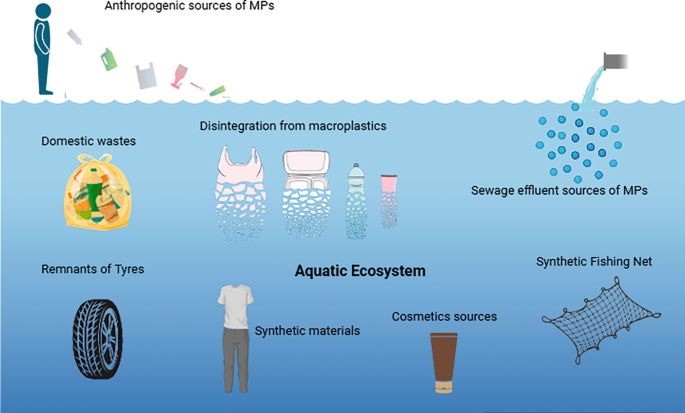 Anthropogenic sources of MPs
Disintegration from macroplastics
Domestic wastes
Sewage effluent sources of MPs
Synthetic Fishing Net
Remnants of Tyres
Aquatic Ecosystem
Cosmetics sources
Synthetic materials